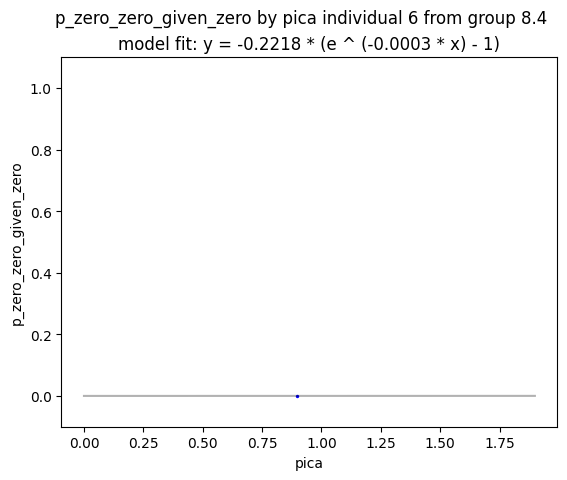 p_zero_zero_given_zero by pica individual 6 from group 8.4
model fit: y = -0.2218 * (e ^ (-0.0003 * x) - 1)
1.0
0.8
0.6
0.4
0.2
0.0
p_zero_zero_given_zero
0.00 0.25 0.50 0.75 1.00 1.25 1.50 1.75
pica